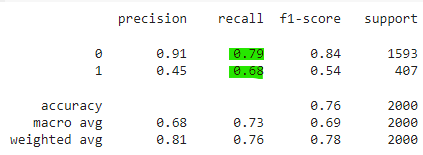 precision recall f1-score support
0 0.91 0.79 0.84 1593
1 0.45 0.68 0.54 407
accuracy 0.76 2000
macro avg 0.68 0.73 0.69 2000
weighted avg 0.81 0.76 0.78 2000